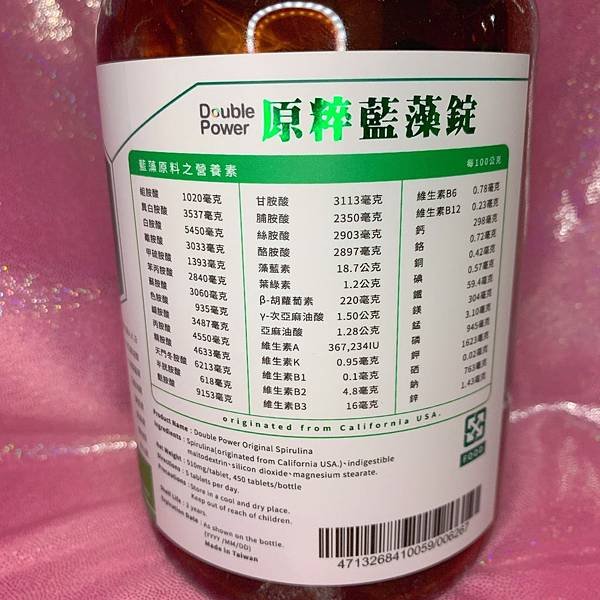 Double
Power
原粹藍藻錠
藍藻原料之營養素 每100公克
組胺酸 1020毫克
異白胺酸 3537毫克
白胺酸 5450毫克
離胺酸 3033毫克
甲硫胺酸 1393毫克
苯丙胺酸 2840毫克
蘇胺酸 3060毫克
色胺酸 935毫克
纈胺酸 3487毫克
丙胺酸 4550毫克
精胺酸 4633毫克
天門冬胺酸 6213毫克
半胱胺酸 618毫克
麩胺酸 9153毫克
甘胺酸 3113毫克
脯胺酸 2350毫克
絲胺酸 2903毫克
酪胺酸 2897毫克
藻藍素 18.7公克
葉綠素 1.2公克
β-胡蘿蔔素 220毫克
γ-次亞麻油酸 1.50公克
亞麻油酸 1.28公克
維生素A 367,234IU
維生素K 0.95毫克
維生素B1 0.1毫克
維生素B2 4.8毫克
維生素B3 16毫克
維生素B6 0.78毫克
維生素B12 0.23毫克
鈣 298毫克
鉻 0.72毫克
銅 0.42毫克
碘 0.57毫克
鐵 59.4毫克
鎂 304毫克
錳 3.10毫克
磷 945毫克
鉀 1623毫克
硒 0.02毫克
鈉 763毫克
鋅 1.43毫克
originated from California USA.
Product Name : Double Power Original Spirulina
Ingredients : Spirulina(originated from California USA.)、indigestible
maltodextrin、silicon dioxide、magnesium stearate.
Net Weight : 510mg/tablet, 450 tablets/bottle
Directions : 5 tablets per day.
Precautions : Store in a cool and dry place.
Keep out of reach of children.
Shelf Life : 3 years.
Expiration Date : As shown on the bottle.
(YYYY /MM/DD)
Made in Taiwan
FOOD
4713268410059/006267